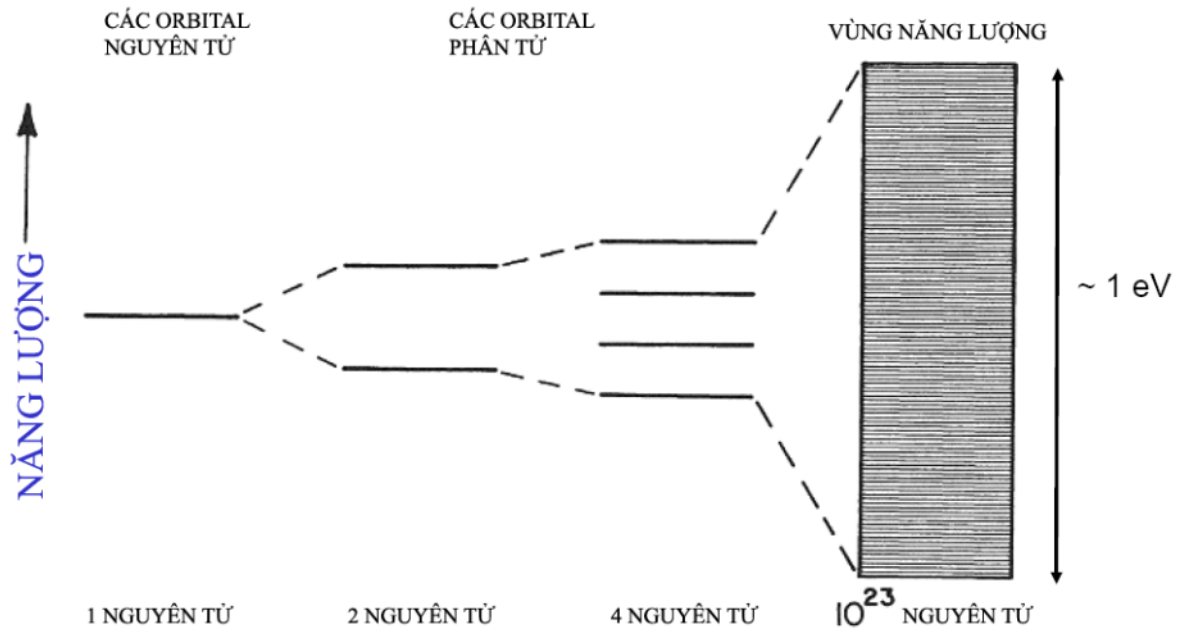 CÁC ORBITAL
NGUYÊN TỬ
CÁC ORBITAL
PHÂN TỬ
VÙNG NĂNG LƯỢNG
NĂNG LƯỢNG
~ 1 eV
1 NGUYÊN TỬ
2 NGUYÊN TỬ
4 NGUYÊN TỬ
10²³ NGUYÊN TỬ